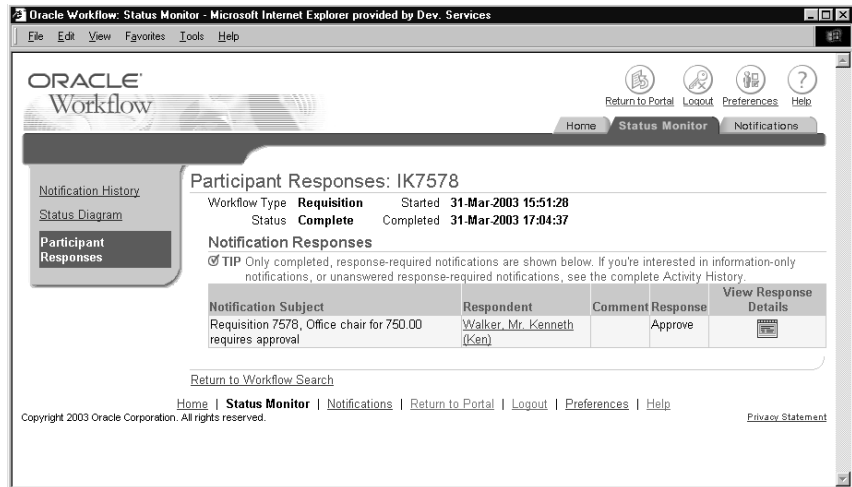 Oracle Workflow: Status Monitor - Microsoft Internet Explorer provided by Dev. Services
File Edit View Favorites Tools Help
ORACLE
Workflow
Return to Portal Logout Preferences Help
Home Status Monitor Notifications
Notification History
Status Diagram
Participant
Responses
Participant Responses: IK7578
Workflow Type Requisition Started 31-Mar-2003 15:51:28
Status Complete Completed 31-Mar-2003 17:04:37
Notification Responses
TIP Only completed, response-required notifications are shown below. If you're interested in information-only
notifications, or unanswered response-required notifications, see the complete Activity History.
View Response
Notification Subject Respondent Comment Response Details
Requisition 7578, Office chair for 750.00 Walker, Mr. Kenneth Approve
requires approval (Ken)
Return to Workflow Search
Home | Status Monitor | Notifications | Return to Portal | Logout | Preferences | Help
Copyright 2003 Oracle Corporation. All rights reserved. Privacy Statement